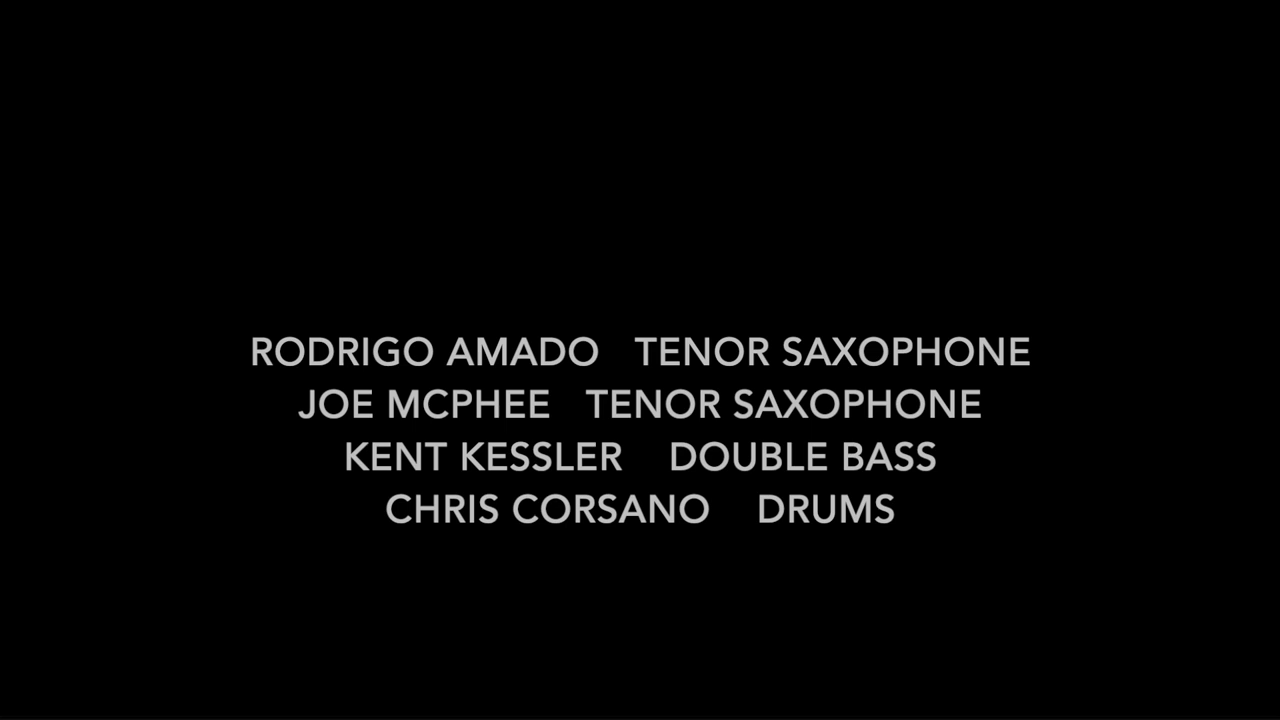 RODRIGO AMADO TENOR SAXOPHONE
JOE MCPHEE TENOR SAXOPHONE
KENT KESSLER DOUBLE BASS
CHRIS CORSANO DRUMS